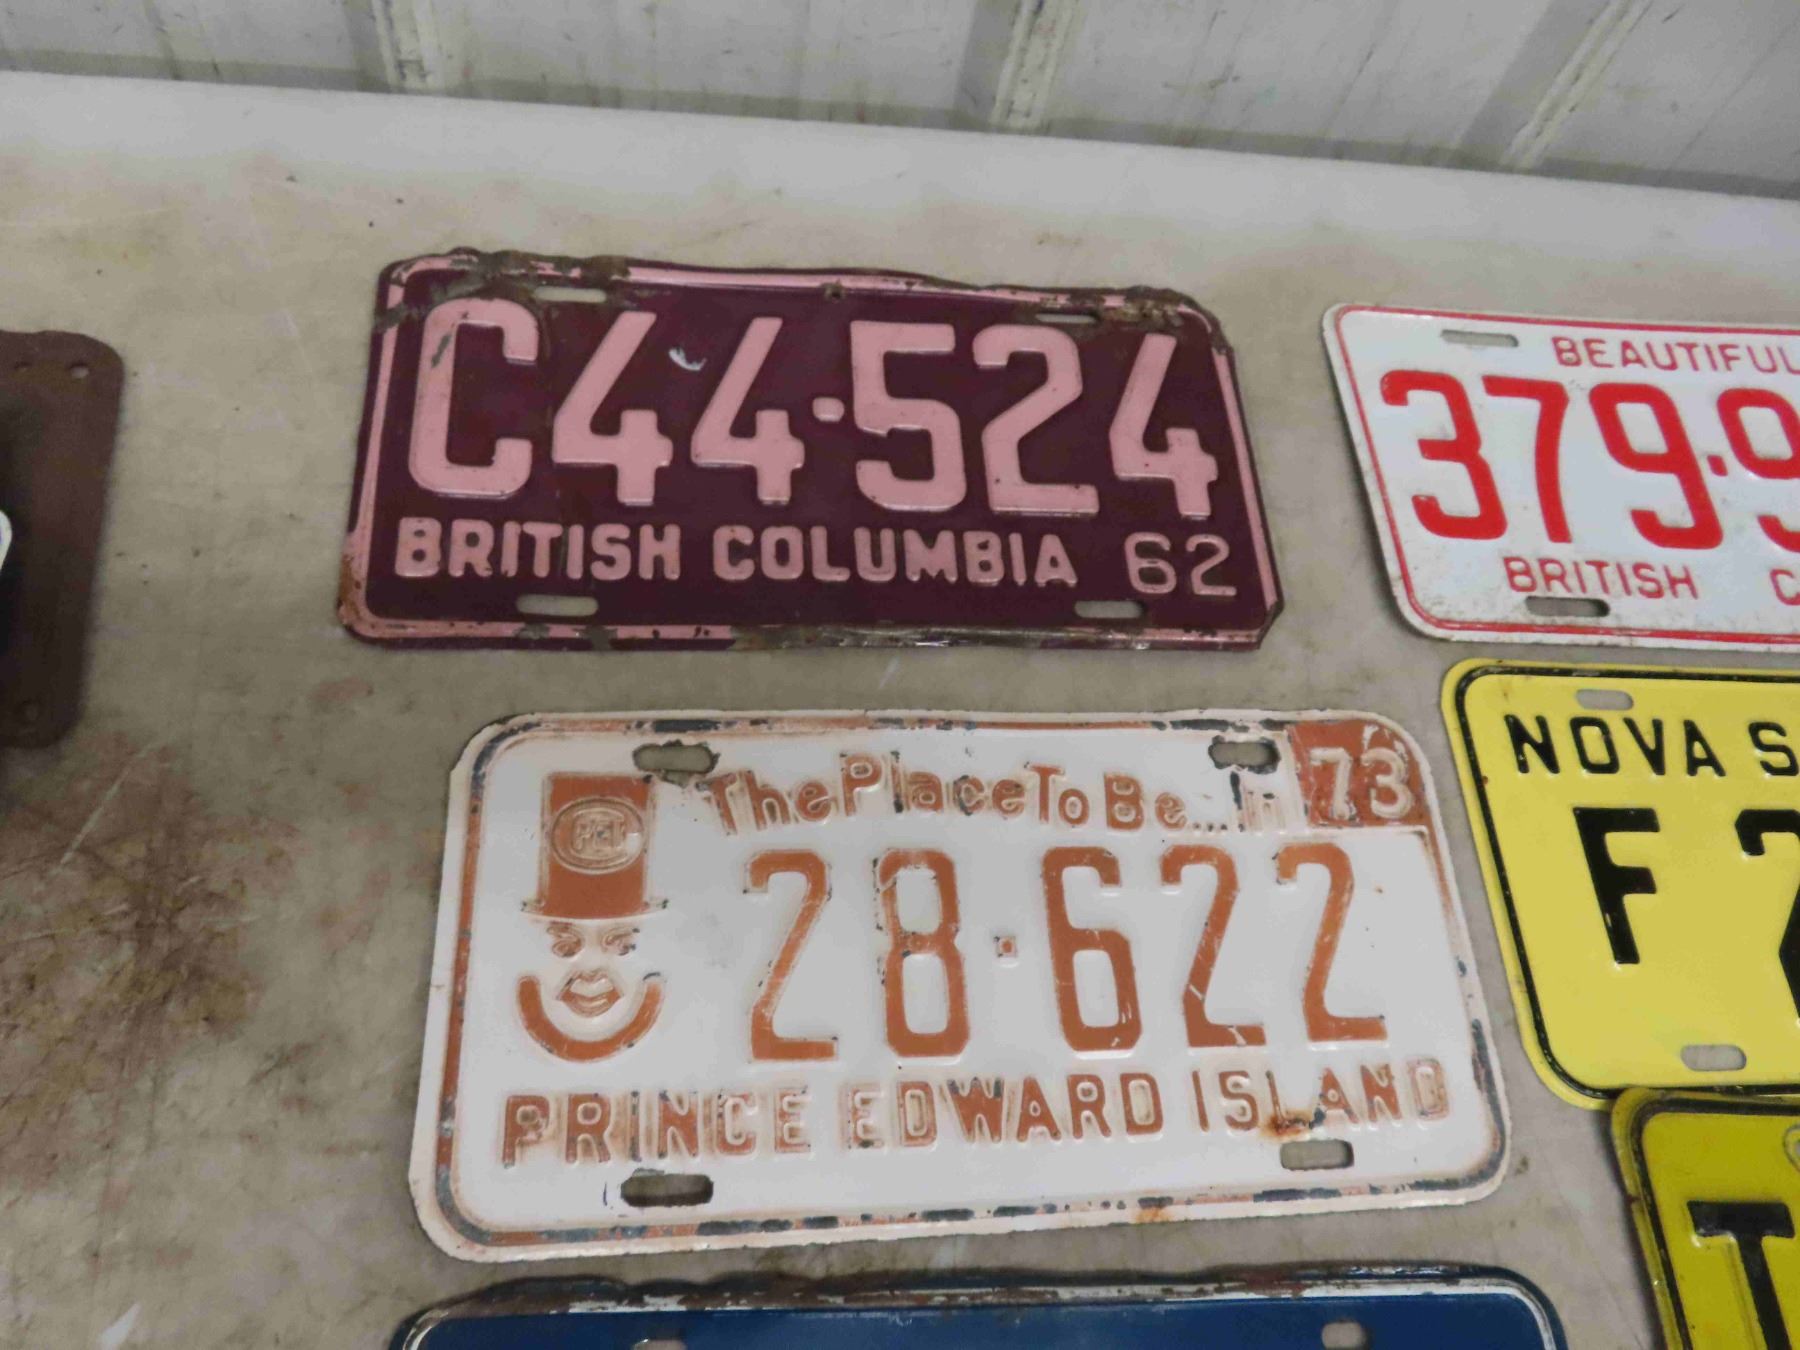 C44·524
BRITISH COLUMBIA 62
BEAUTIFUL
379·9
BRITISH C
The Place To Be... in 73
PEI
28·622
PRINCE EDWARD ISLAND
NOVA S
F 2
T